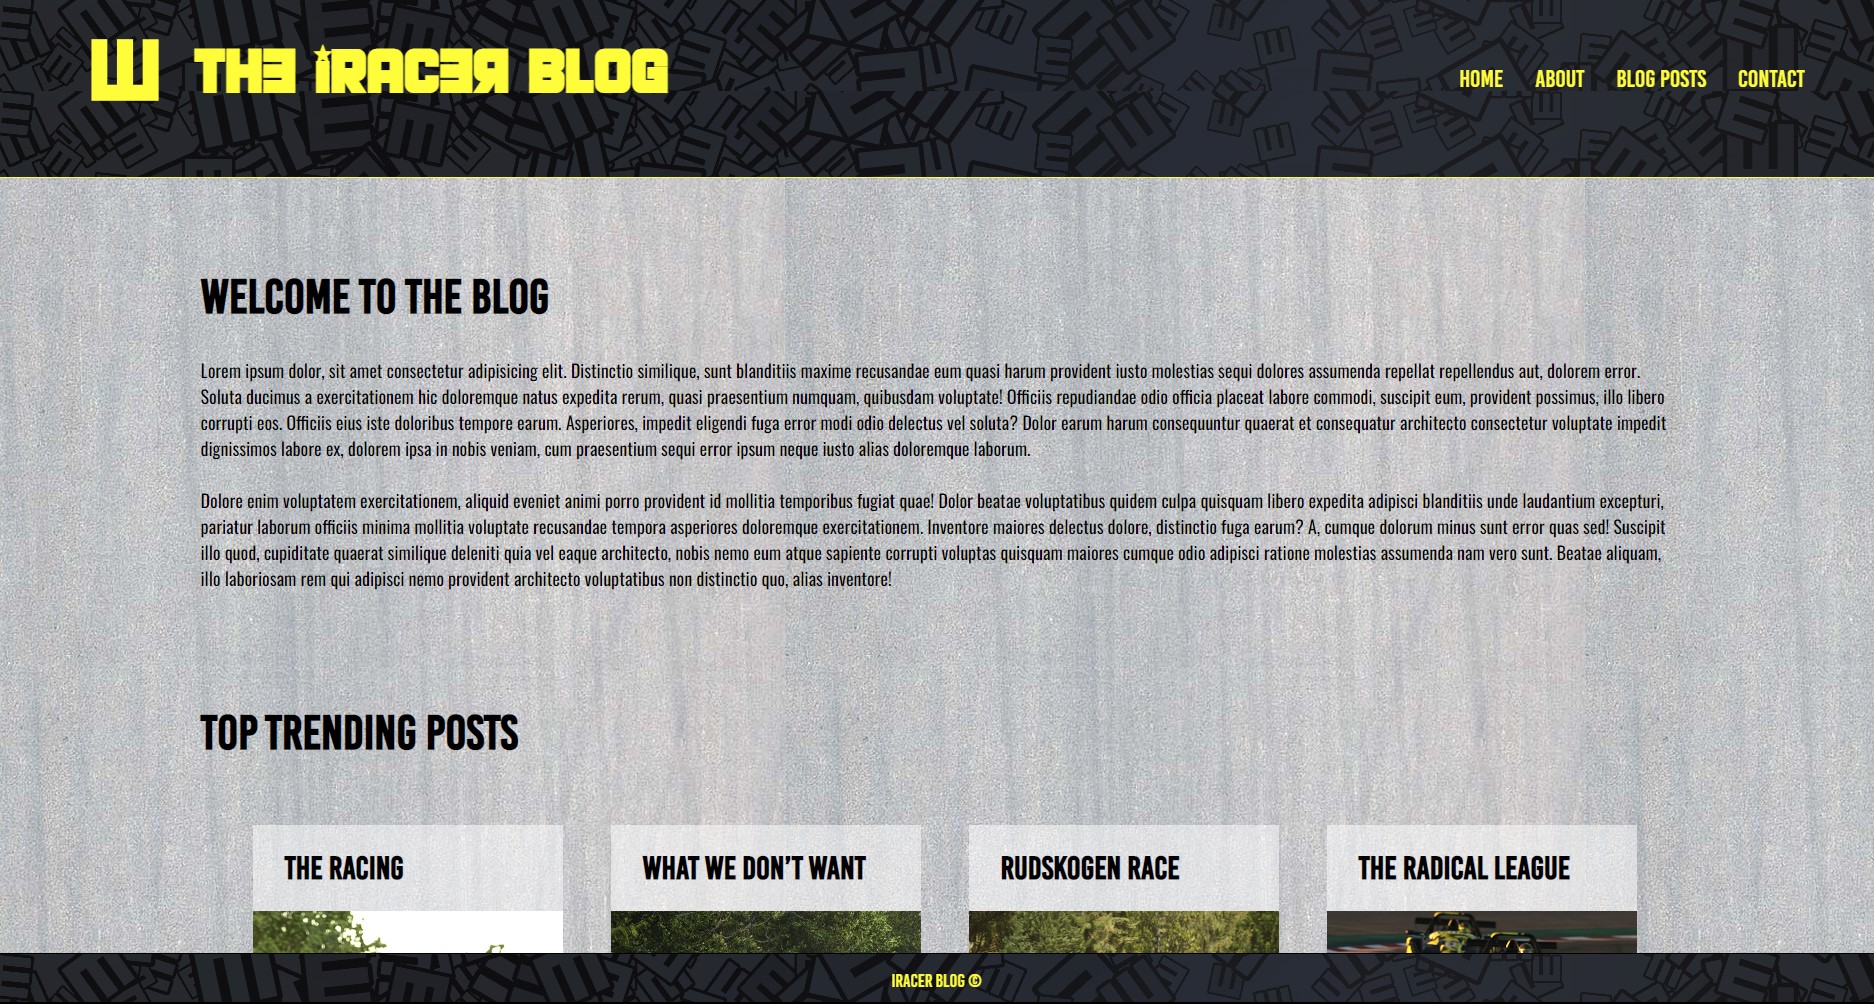 THE iRACER BLOG
HOME ABOUT BLOG POSTS CONTACT
WELCOME TO THE BLOG
Lorem ipsum dolor, sit amet consectetur adipisicing elit. Distinctio similique, sunt blanditiis maxime recusandae eum quasi harum provident iusto molestias sequi dolores assumenda repellat repellendus aut, dolorem error.
Soluta ducimus a exercitationem hic doloremque natus expedita rerum, quasi praesentium numquam, quibusdam voluptate! Officiis repudiandae odio officia placeat labore commodi, suscipit eum, provident possimus, illo libero
corrupti eos. Officiis eius iste doloribus tempore earum. Asperiores, impedit eligendi fuga error modi odio delectus vel soluta? Dolor earum harum consequuntur quaerat et consequatur architecto consectetur voluptate impedit
dignissimos labore ex, dolorem ipsa in nobis veniam, cum praesentium sequi error ipsum neque iusto alias doloremque laborum.
Dolore enim voluptatem exercitationem, aliquid eveniet animi porro provident id mollitia temporibus fugiat quae! Dolor beatae voluptatibus quidem culpa quisquam libero expedita adipisci blanditiis unde laudantium excepturi,
pariatur laborum officiis minima mollitia voluptate recusandae tempora asperiores doloremque exercitationem. Inventore maiores delectus dolore, distinctio fuga earum? A, cumque dolorum minus sunt error quas sed! Suscipit
illo quod, cupiditate quaerat similique deleniti quia vel eaque architecto, nobis nemo eum atque sapiente corrupti voluptas quisquam maiores cumque odio adipisci ratione molestias assumenda nam vero sunt. Beatae aliquam,
illo laboriosam rem qui adipisci nemo provident architecto voluptatibus non distinctio quo, alias inventore!
TOP TRENDING POSTS
THE RACING
WHAT WE DON'T WANT
RUDSKOGEN RACE
THE RADICAL LEAGUE
IRACER BLOG ©